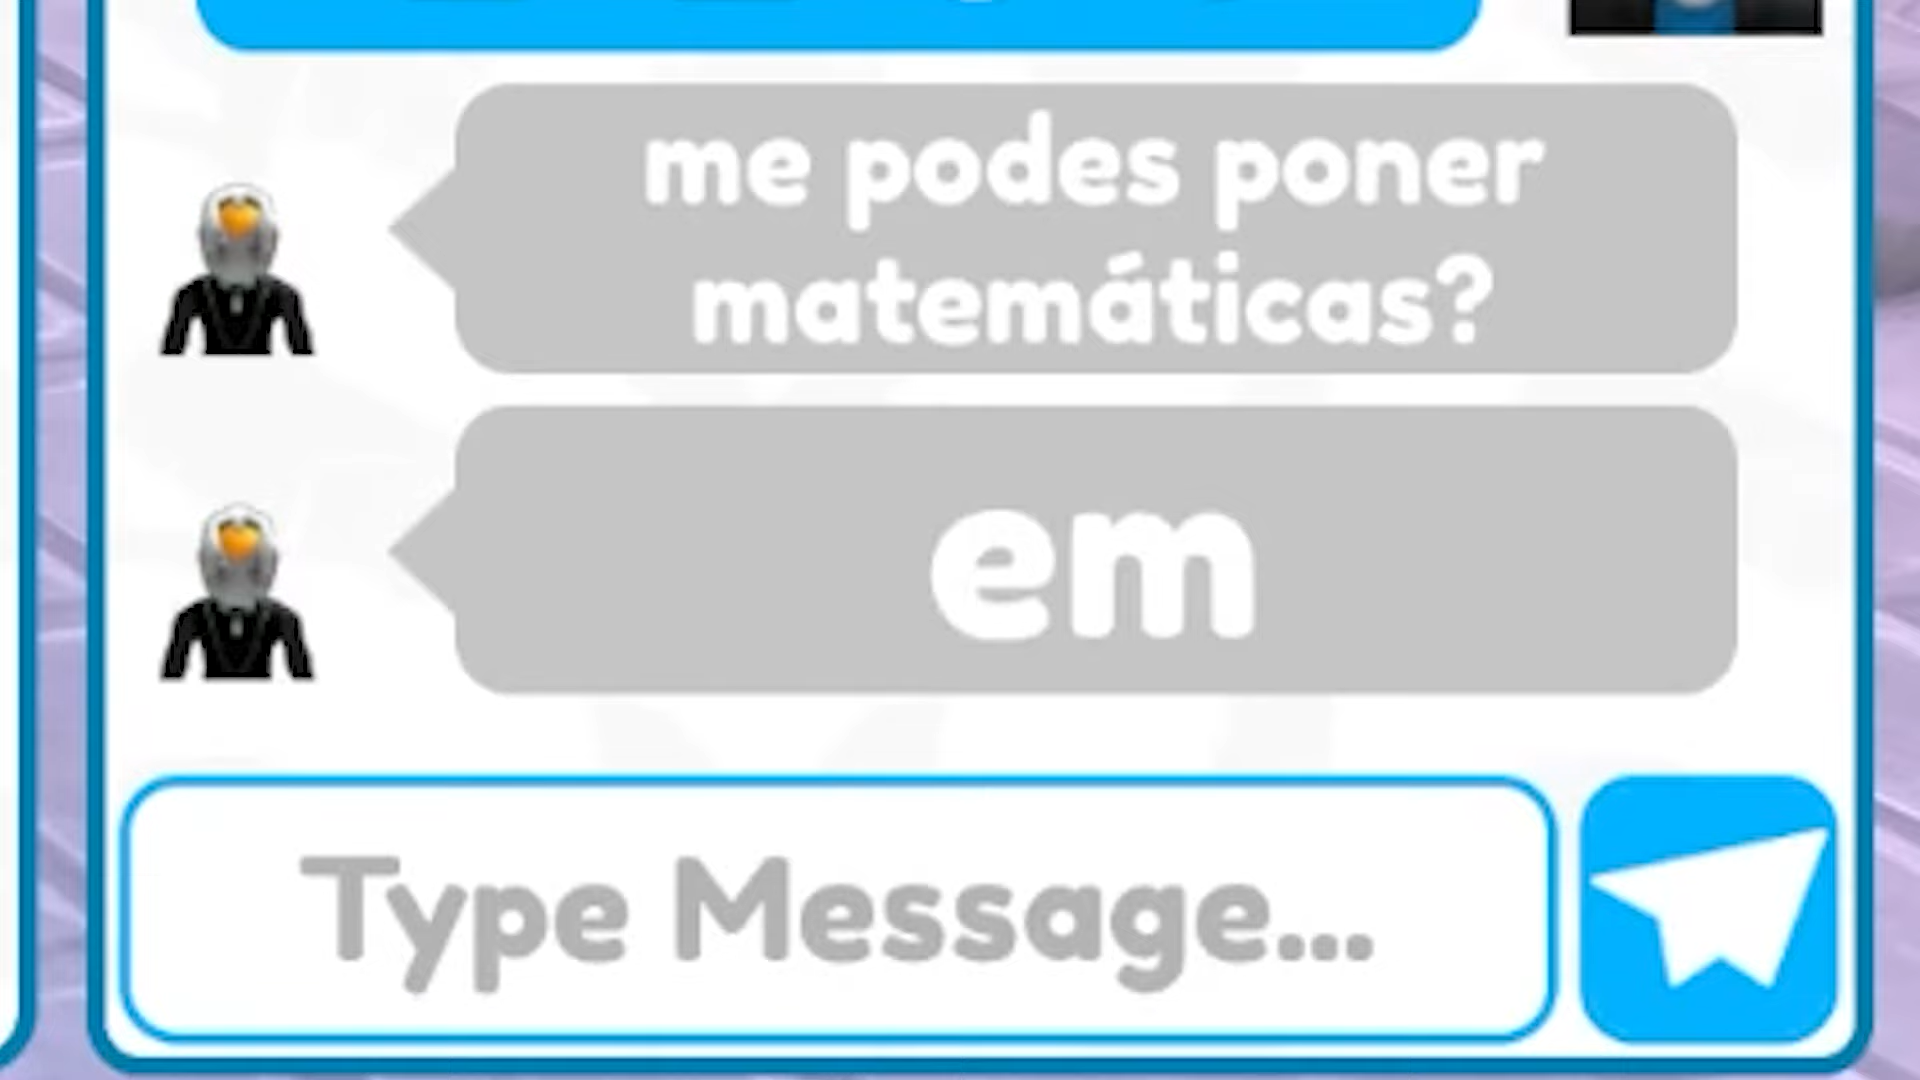 me podes poner
matemáticas?
em
Type Message...